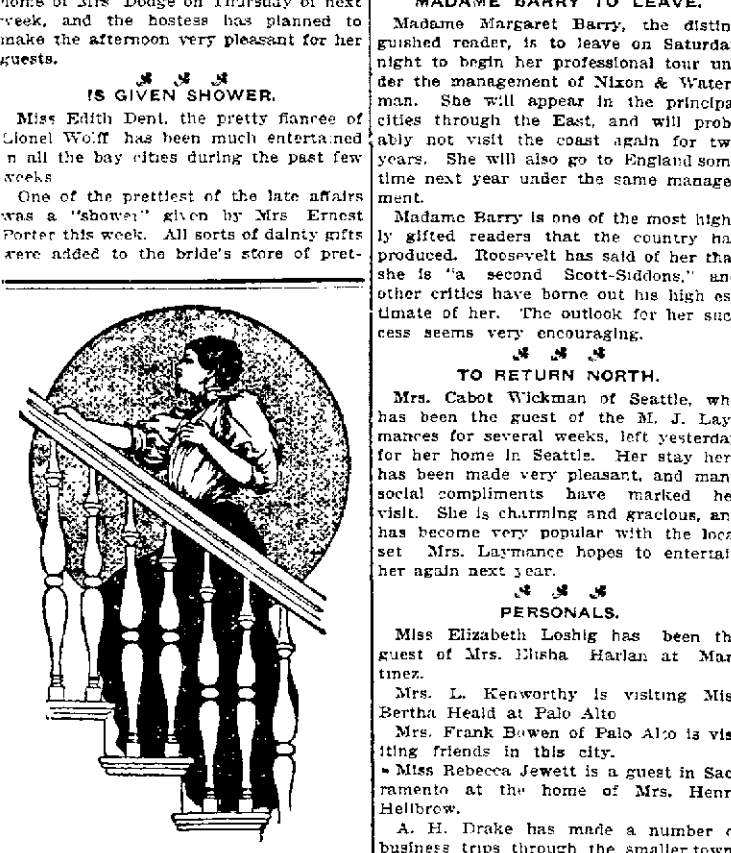 home of Mrs Dodge on Thursday of next
week, and the hostess has planned to
make the afternoon very pleasant for her
guests.
IS GIVEN SHOWER.
Miss Edith Dent, the pretty fiancee of
Lionel Wolff has been much entertained
n all the bay cities during the past few
weeks
One of the prettiest of the late affairs
was a "shower" given by Mrs Ernest
Porter this week. All sorts of dainty gifts
were added to the bride's store of pret-
MADAME BARRY TO LEAVE.
Madame Margaret Barry, the distin
guished reader, is to leave on Saturda
night to begin her professional tour un
der the management of Nixon & Water
man. She will appear in the principa
cities through the East, and will prob
ably not visit the coast again for tw
years. She will also go to England som
time next year under the same manage
ment.
Madame Barry is one of the most high
ly gifted readers that the country ha
produced. Roosevelt has said of her tha
she is "a second Scott-Siddons," an
other critics have borne out his high es
timate of her. The outlook for her suc
cess seems very encouraging.
TO RETURN NORTH.
Mrs. Cabot Wickman of Seattle, wh
has been the guest of the M. J. Lay
mances for several weeks, left yesterda
for her home in Seattle. Her stay her
has been made very pleasant, and man
social compliments have marked he
visit. She is charming and gracious, an
has become very popular with the loca
set Mrs. Laymance hopes to entertai
her again next year.
PERSONALS.
Miss Elizabeth Loshig has been th
guest of Mrs. Elisha Harlan at Mar
tinez.
Mrs. L. Kenworthy is visiting Mis
Bertha Heald at Palo Alto
Mrs. Frank Bowen of Palo Alto is vis
iting friends in this city.
Miss Rebecca Jewett is a guest in Sac
ramento at the home of Mrs. Henr
Hellbrow.
A. H. Drake has made a number o
business trips through the smaller town